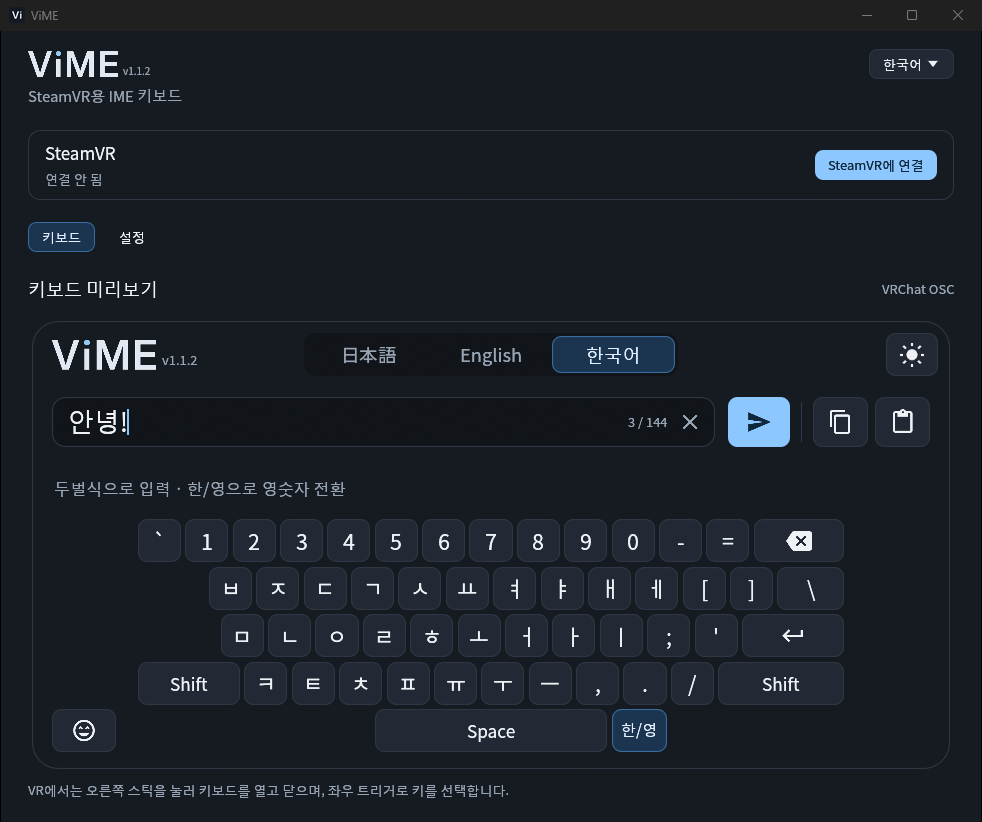 Vi ViME
ViME v1.1.2
한국어
SteamVR용 IME 키보드
SteamVR
연결 안 됨
SteamVR에 연결
키보드 설정
키보드 미리보기
VRChat OSC
ViME v1.1.2
日本語 English 한국어
안녕!
3 / 144
두벌식으로 입력 · 한/영으로 영숫자 전환
` 1 2 3 4 5 6 7 8 9 0 - =
ㅂ ㅈ ㄷ ㄱ ㅅ ㅛ ㅕ ㅑ ㅐ ㅔ [ ] \
ㅁ ㄴ ㅇ ㄹ ㅎ ㅗ ㅓ ㅏ ㅣ ; '
Shift ㅋ ㅌ ㅊ ㅍ ㅠ ㅜ ㅡ , . / Shift
Space 한/영
VR에서는 오른쪽 스틱을 눌러 키보드를 열고 닫으며, 좌우 트리거로 키를 선택합니다.